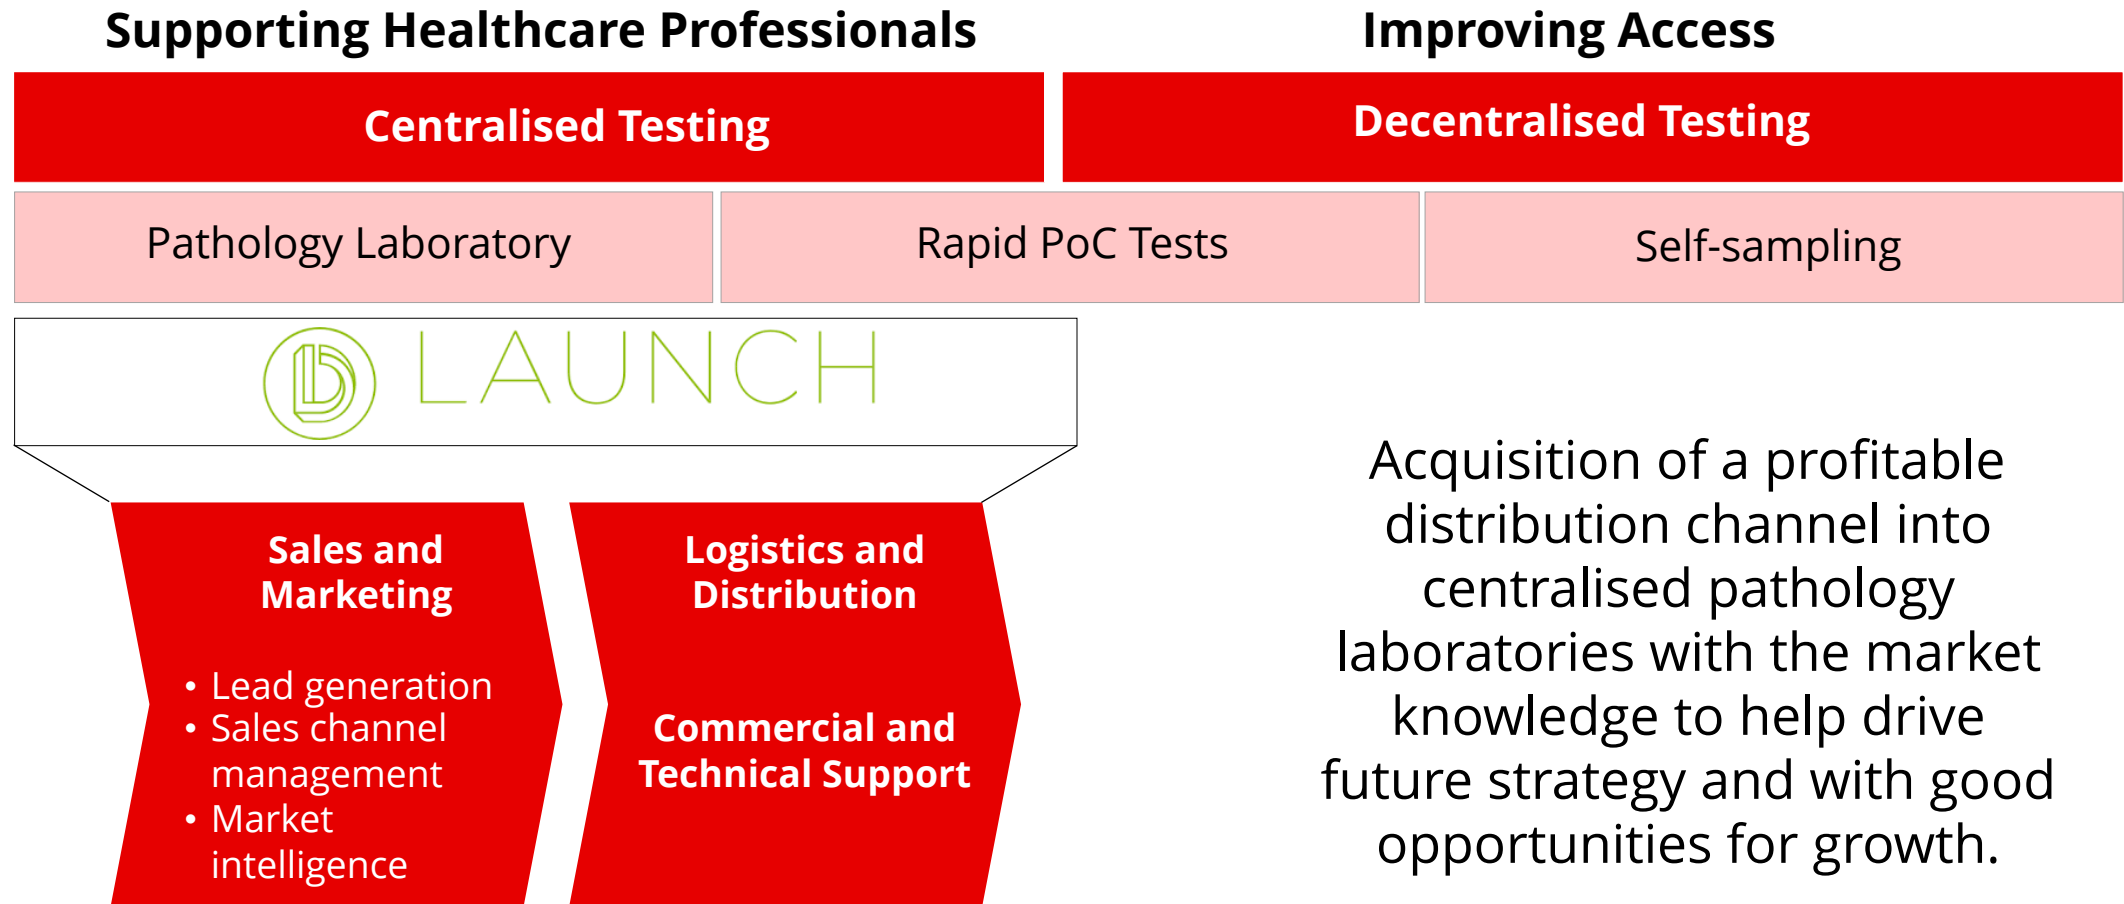 Supporting Healthcare Professionals
Improving Access
Centralised Testing
Decentralised Testing
Pathology Laboratory
Rapid PoC Tests
Self-sampling
LAUNCH
Sales and
Marketing
• Lead generation
• Sales channel
management
• Market
intelligence
Logistics and
Distribution
Commercial and
Technical Support
Acquisition of a profitable
distribution channel into
centralised pathology
laboratories with the market
knowledge to help drive
future strategy and with good
opportunities for growth.